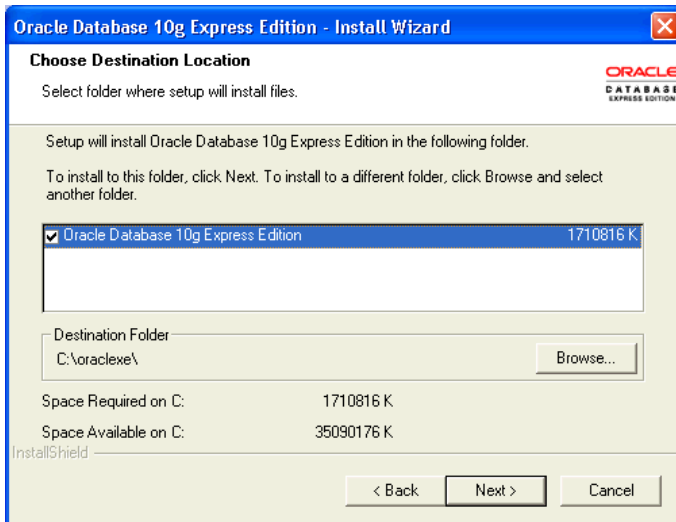 Oracle Database 10g Express Edition - Install Wizard
Choose Destination Location
Select folder where setup will install files.
ORACLE
DATABASE
EXPRESS EDITION
Setup will install Oracle Database 10g Express Edition in the following folder.
To install to this folder, click Next. To install to a different folder, click Browse and select
another folder.
Oracle Database 10g Express Edition 1710816 K
Destination Folder
C:\oraclexe\ Browse...
Space Required on C: 1710816 K
Space Available on C: 35090176 K
InstallShield
< Back Next > Cancel